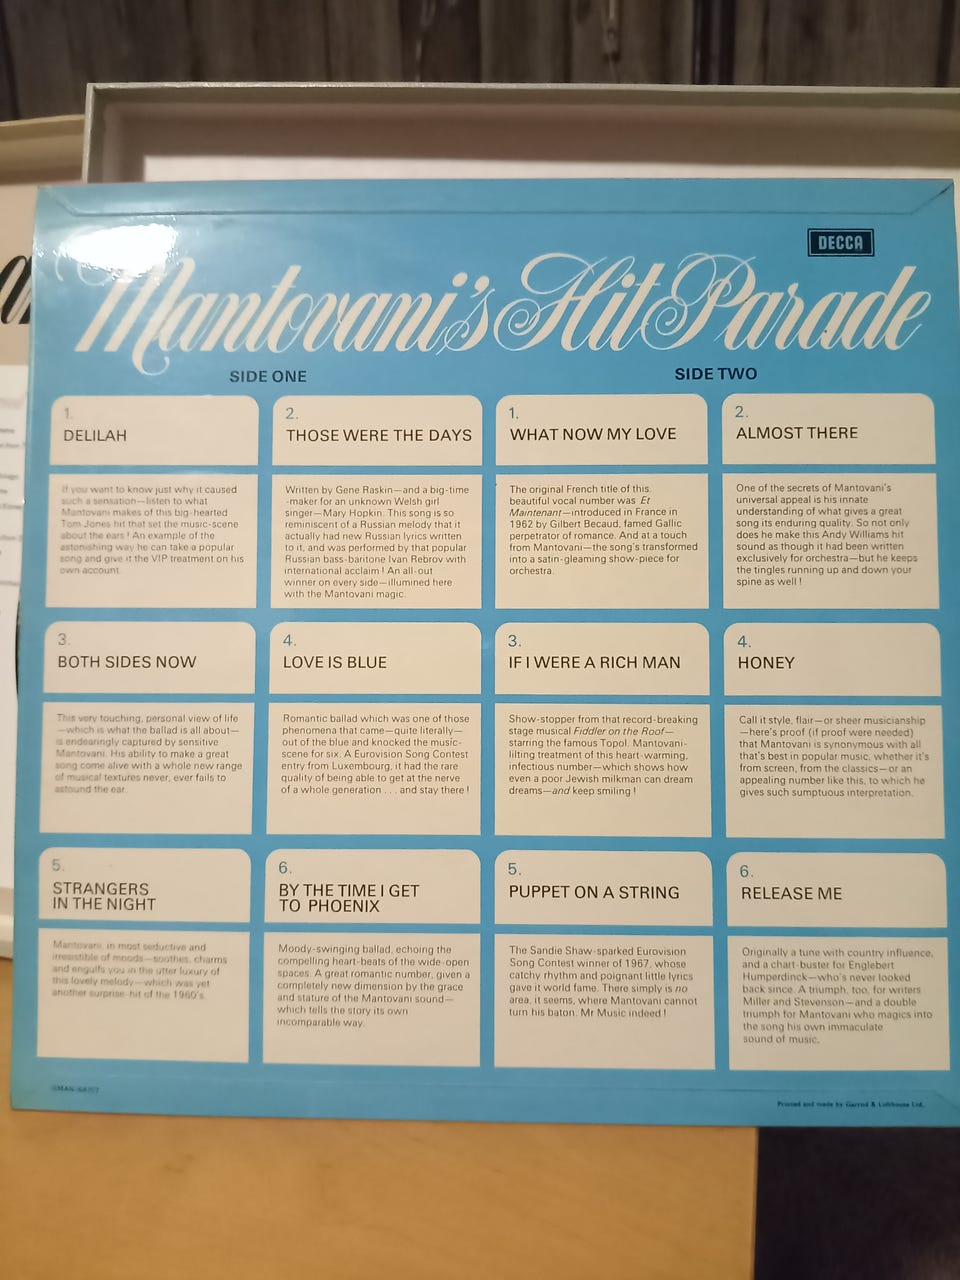 DECCA
Mantovani's Hit Parade
SIDE ONE
1.
DELILAH
If you want to know just why it caused
such a sensation—listen to what
Mantovani makes of this big-hearted
Tom Jones hit that set the music-scene
about the ears! An example of the
astonishing way he can take a popular
song and give it the VIP treatment on his
own account.
2.
THOSE WERE THE DAYS
Written by Gene Raskin—and a big-time
-maker for an unknown Welsh girl
singer—Mary Hopkin. This song is so
reminiscent of a Russian melody that it
actually had new Russian lyrics written
to it, and was performed by that popular
Russian bass-baritone Ivan Rebrov with
international acclaim! An all-out
winner on every side—illumined here
with the Mantovani magic.
3.
BOTH SIDES NOW
This very touching, personal view of life
—which is what the ballad is all about—
is endearingly captured by sensitive
Mantovani. His ability to make a great
song come alive with a whole new range
of musical textures never, ever fails to
astound the ear.
4.
LOVE IS BLUE
Romantic ballad which was one of those
phenomena that came—quite literally—
out of the blue and knocked the music-
scene for six. A Eurovision Song Contest
entry from Luxembourg, it had the rare
quality of being able to get at the nerve
of a whole generation . . . and stay there!
5.
STRANGERS
IN THE NIGHT
Mantovani, in most seductive and
irresistible of moods—soothes, charms
and engulfs you in the utter luxury of
this lovely melody—which was yet
another surprise-hit of the 1960's.
6.
BY THE TIME I GET
TO PHOENIX
Moody-swinging ballad, echoing the
compelling heart-beats of the wide-open
spaces. A great romantic number, given a
completely new dimension by the grace
and stature of the Mantovani sound—
which tells the story its own
incomparable way.
SIDE TWO
1.
WHAT NOW MY LOVE
The original French title of this
beautiful vocal number was Et
Maintenant—introduced in France in
1962 by Gilbert Becaud, famed Gallic
perpetrator of romance. And at a touch
from Mantovani—the song's transformed
into a satin-gleaming show-piece for
orchestra.
2.
ALMOST THERE
One of the secrets of Mantovani's
universal appeal is his innate
understanding of what gives a great
song its enduring quality. So not only
does he make this Andy Williams hit
sound as though it had been written
exclusively for orchestra—but he keeps
the tingles running up and down your
spine as well!
3.
IF I WERE A RICH MAN
Show-stopper from that record-breaking
stage musical Fiddler on the Roof—
starring the famous Topol. Mantovani-
lilting treatment of this heart-warming,
infectious number—which shows how
even a poor Jewish milkman can dream
dreams—and keep smiling!
4.
HONEY
Call it style, flair—or sheer musicianship
—here's proof (if proof were needed)
that Mantovani is synonymous with all
that's best in popular music, whether it's
from screen, from the classics—or an
appealing number like this, to which he
gives such sumptuous interpretation.
5.
PUPPET ON A STRING
The Sandie Shaw-sparked Eurovision
Song Contest winner of 1967, whose
catchy rhythm and poignant little lyrics
gave it world fame. There simply is no
area, it seems, where Mantovani cannot
turn his baton. Mr Music indeed!
6.
RELEASE ME
Originally a tune with country influence,
and a chart-buster for Englebert
Humperdinck—who's never looked
back since. A triumph, too, for writers
Miller and Stevenson—and a double
triumph for Mantovani who magics into
the song his own immaculate
sound of music.
Printed and made by Garrod & Lofthouse Ltd.